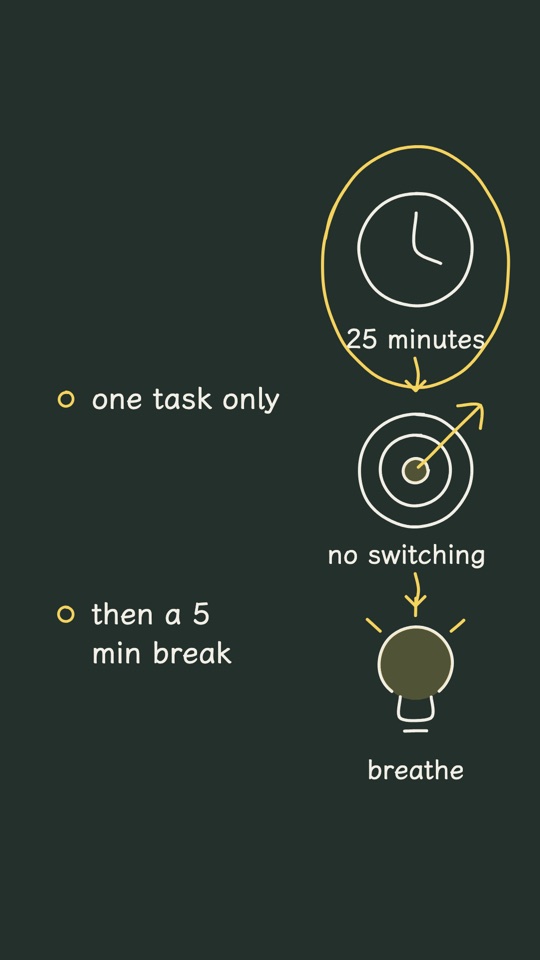 25 minutes
one task only
no switching
then a 5
min break
breathe